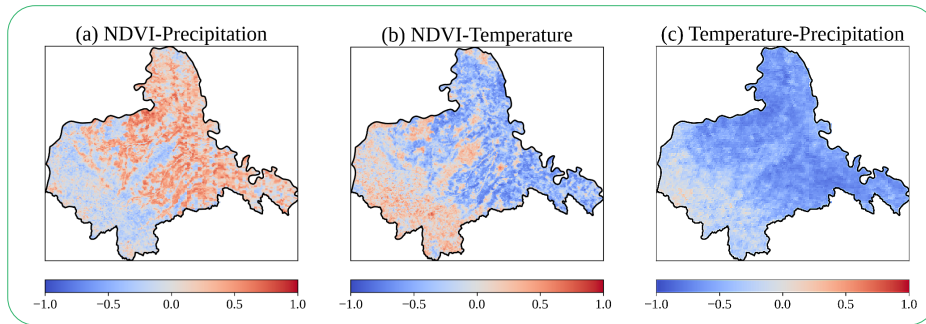 (a) NDVI-Precipitation (b) NDVI-Temperature (c) Temperature-Precipitation
−1.0 −0.5 0.0 0.5 1.0 −1.0 −0.5 0.0 0.5 1.0 −1.0 −0.5 0.0 0.5 1.0